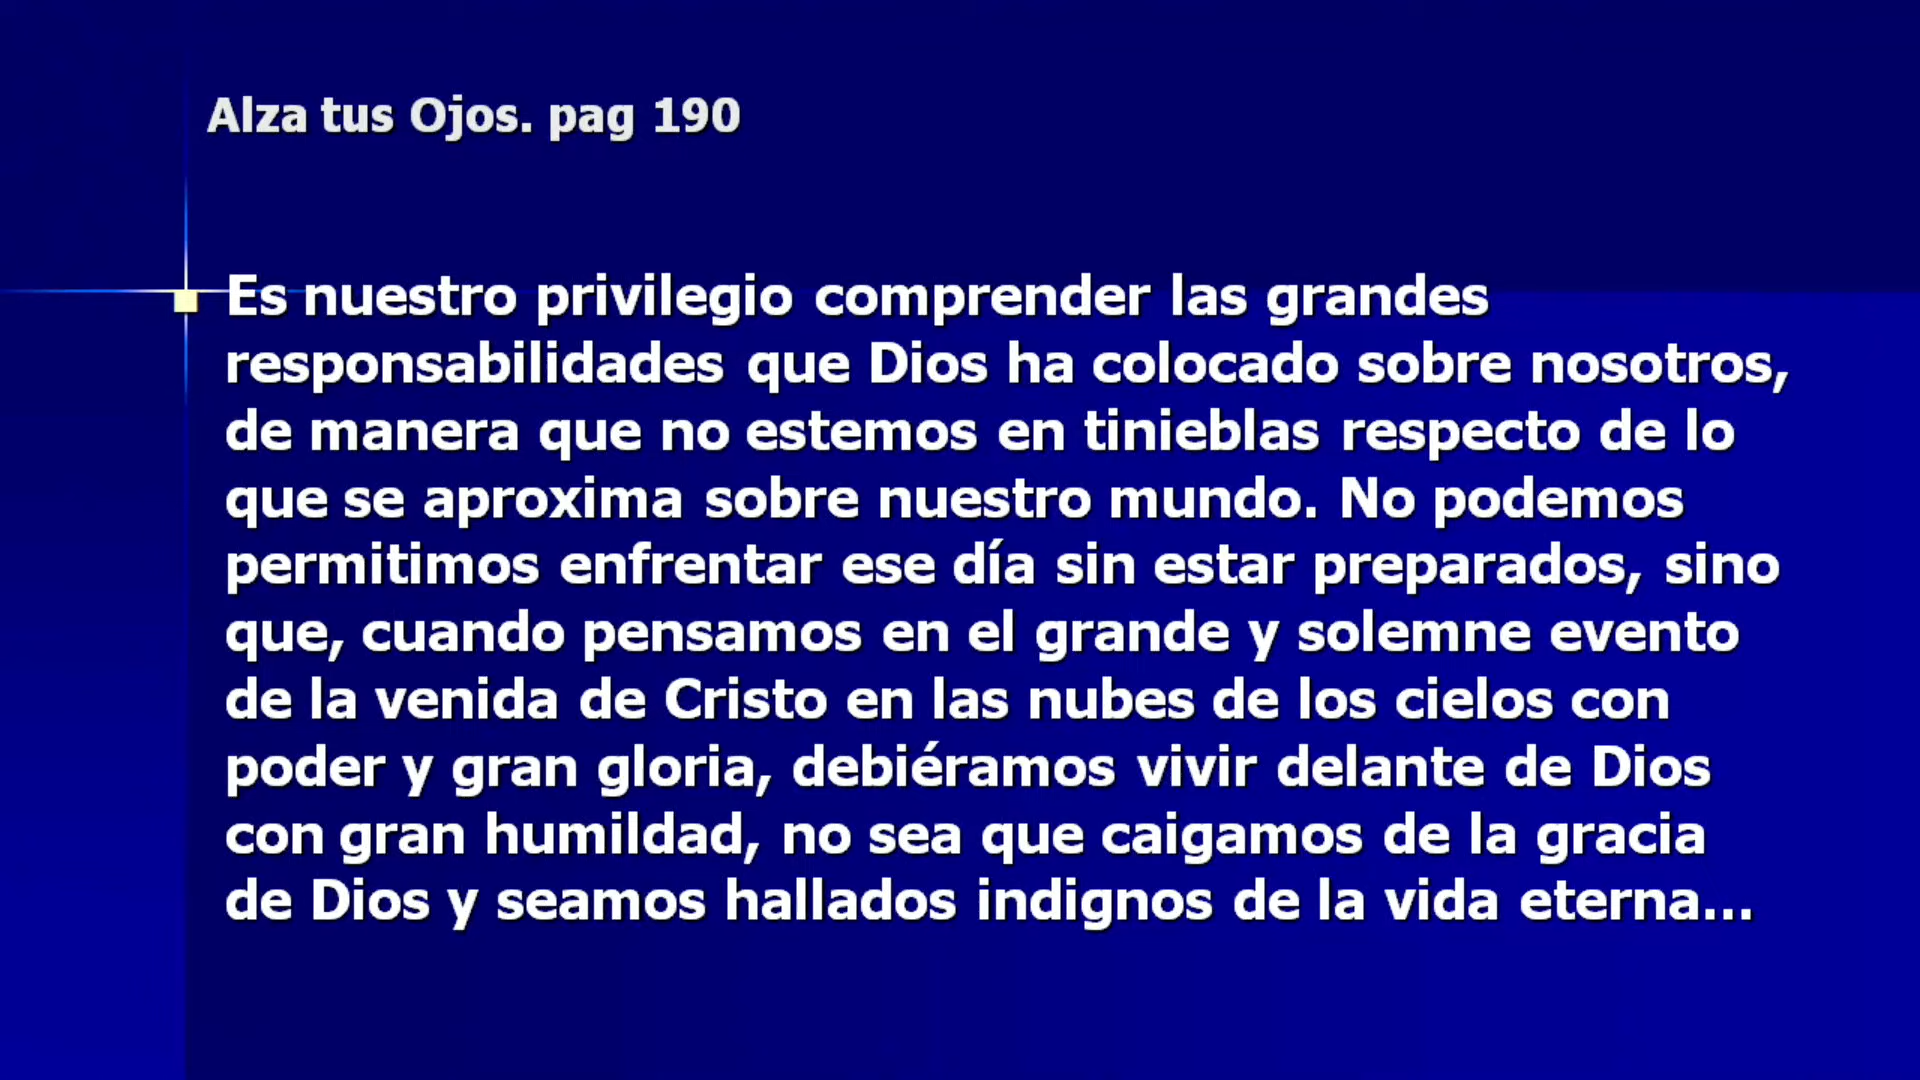 Alza tus Ojos. pag 190
Es nuestro privilegio comprender las grandes
responsabilidades que Dios ha colocado sobre nosotros,
de manera que no estemos en tinieblas respecto de lo
que se aproxima sobre nuestro mundo. No podemos
permitimos enfrentar ese día sin estar preparados, sino
que, cuando pensamos en el grande y solemne evento
de la venida de Cristo en las nubes de los cielos con
poder y gran gloria, debiéramos vivir delante de Dios
con gran humildad, no sea que caigamos de la gracia
de Dios y seamos hallados indignos de la vida eterna...